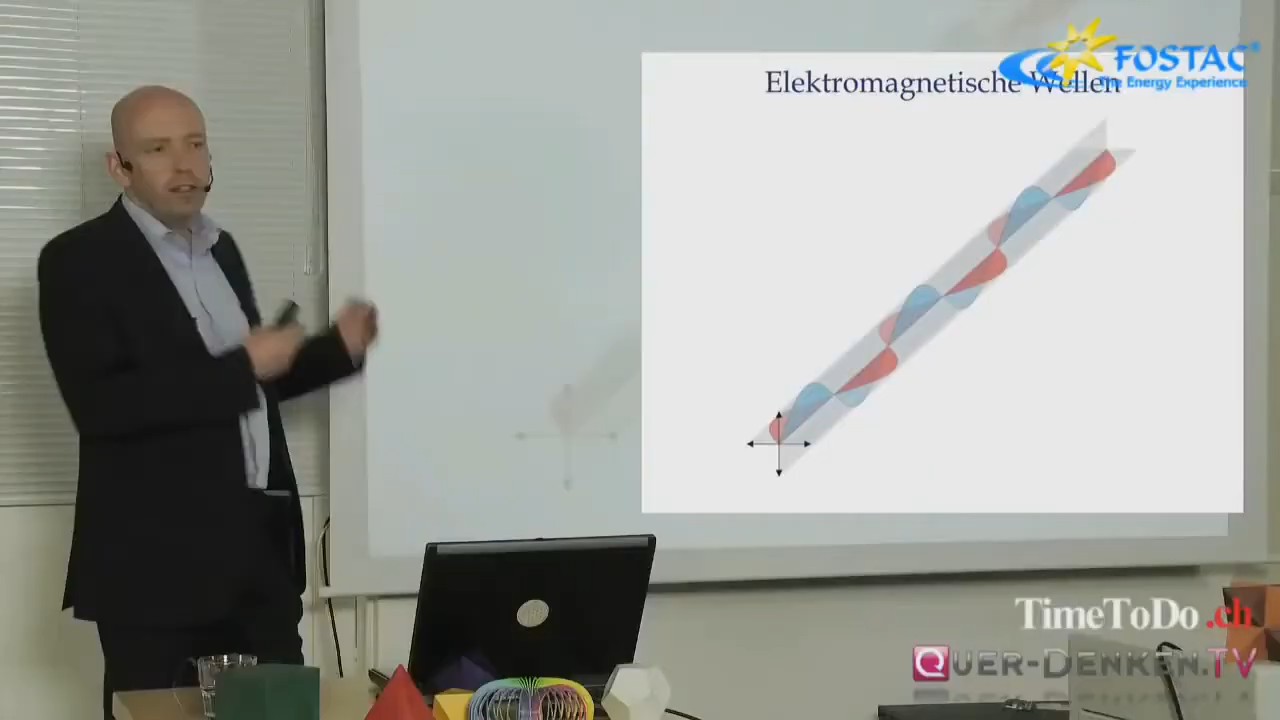 FOSTAC®
The Energy Experience
Elektromagnetische Wellen
TimeToDo.ch
QUER-DENKEN.TV